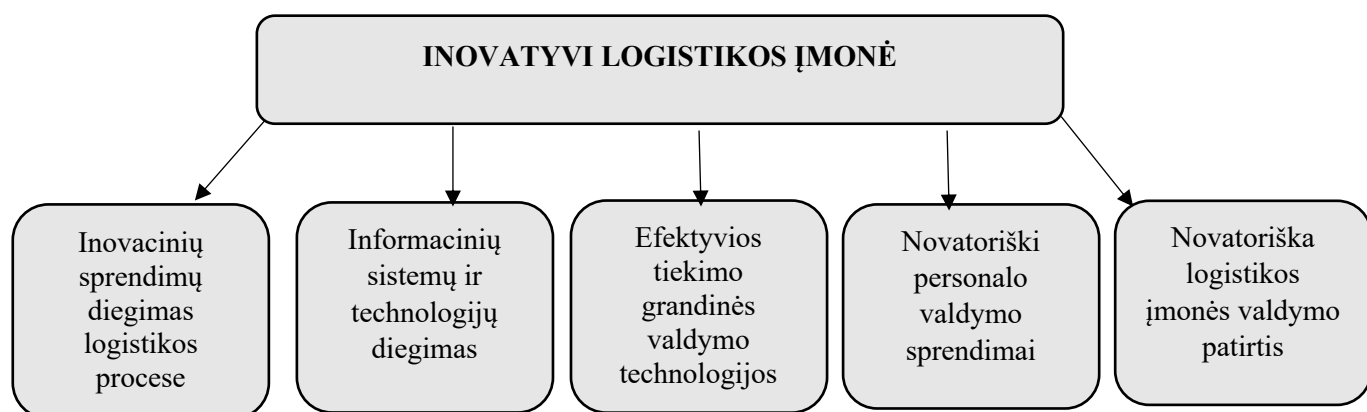 INOVATYVI LOGISTIKOS ĮMONĖ
Inovacinių
sprendimų
diegimas
logistikos
procese
Informacinių
sistemų ir
technologijų
diegimas
Efektyvios
tiekimo
grandinės
valdymo
technologijos
Novatoriški
personalo
valdymo
sprendimai
Novatoriška
logistikos
įmonės valdymo
patirtis